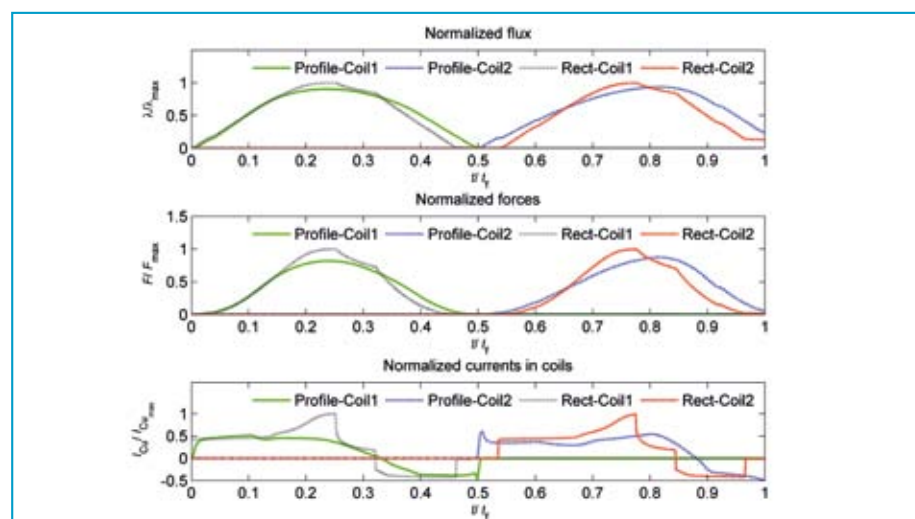 Normalized flux
Profile-Coil1 Profile-Coil2 Rect-Coil1 Rect-Coil2
λ/λmax
1
0.5
0
0 0.1 0.2 0.3 0.4 0.5 0.6 0.7 0.8 0.9 1
t/ tf
Normalized forces
Profile-Coil1 Profile-Coil2 Rect-Coil1 Rect-Coil2
F/ Fmax
1.5
1
0.5
0
0 0.1 0.2 0.3 0.4 0.5 0.6 0.7 0.8 0.9 1
t/ tf
Normalized currents in coils
Profile-Coil1 Profile-Coil2 Rect-Coil1 Rect-Coil2
ICu/ ICumax
1
0.5
0
-0.5
0 0.1 0.2 0.3 0.4 0.5 0.6 0.7 0.8 0.9 1
t/ tf